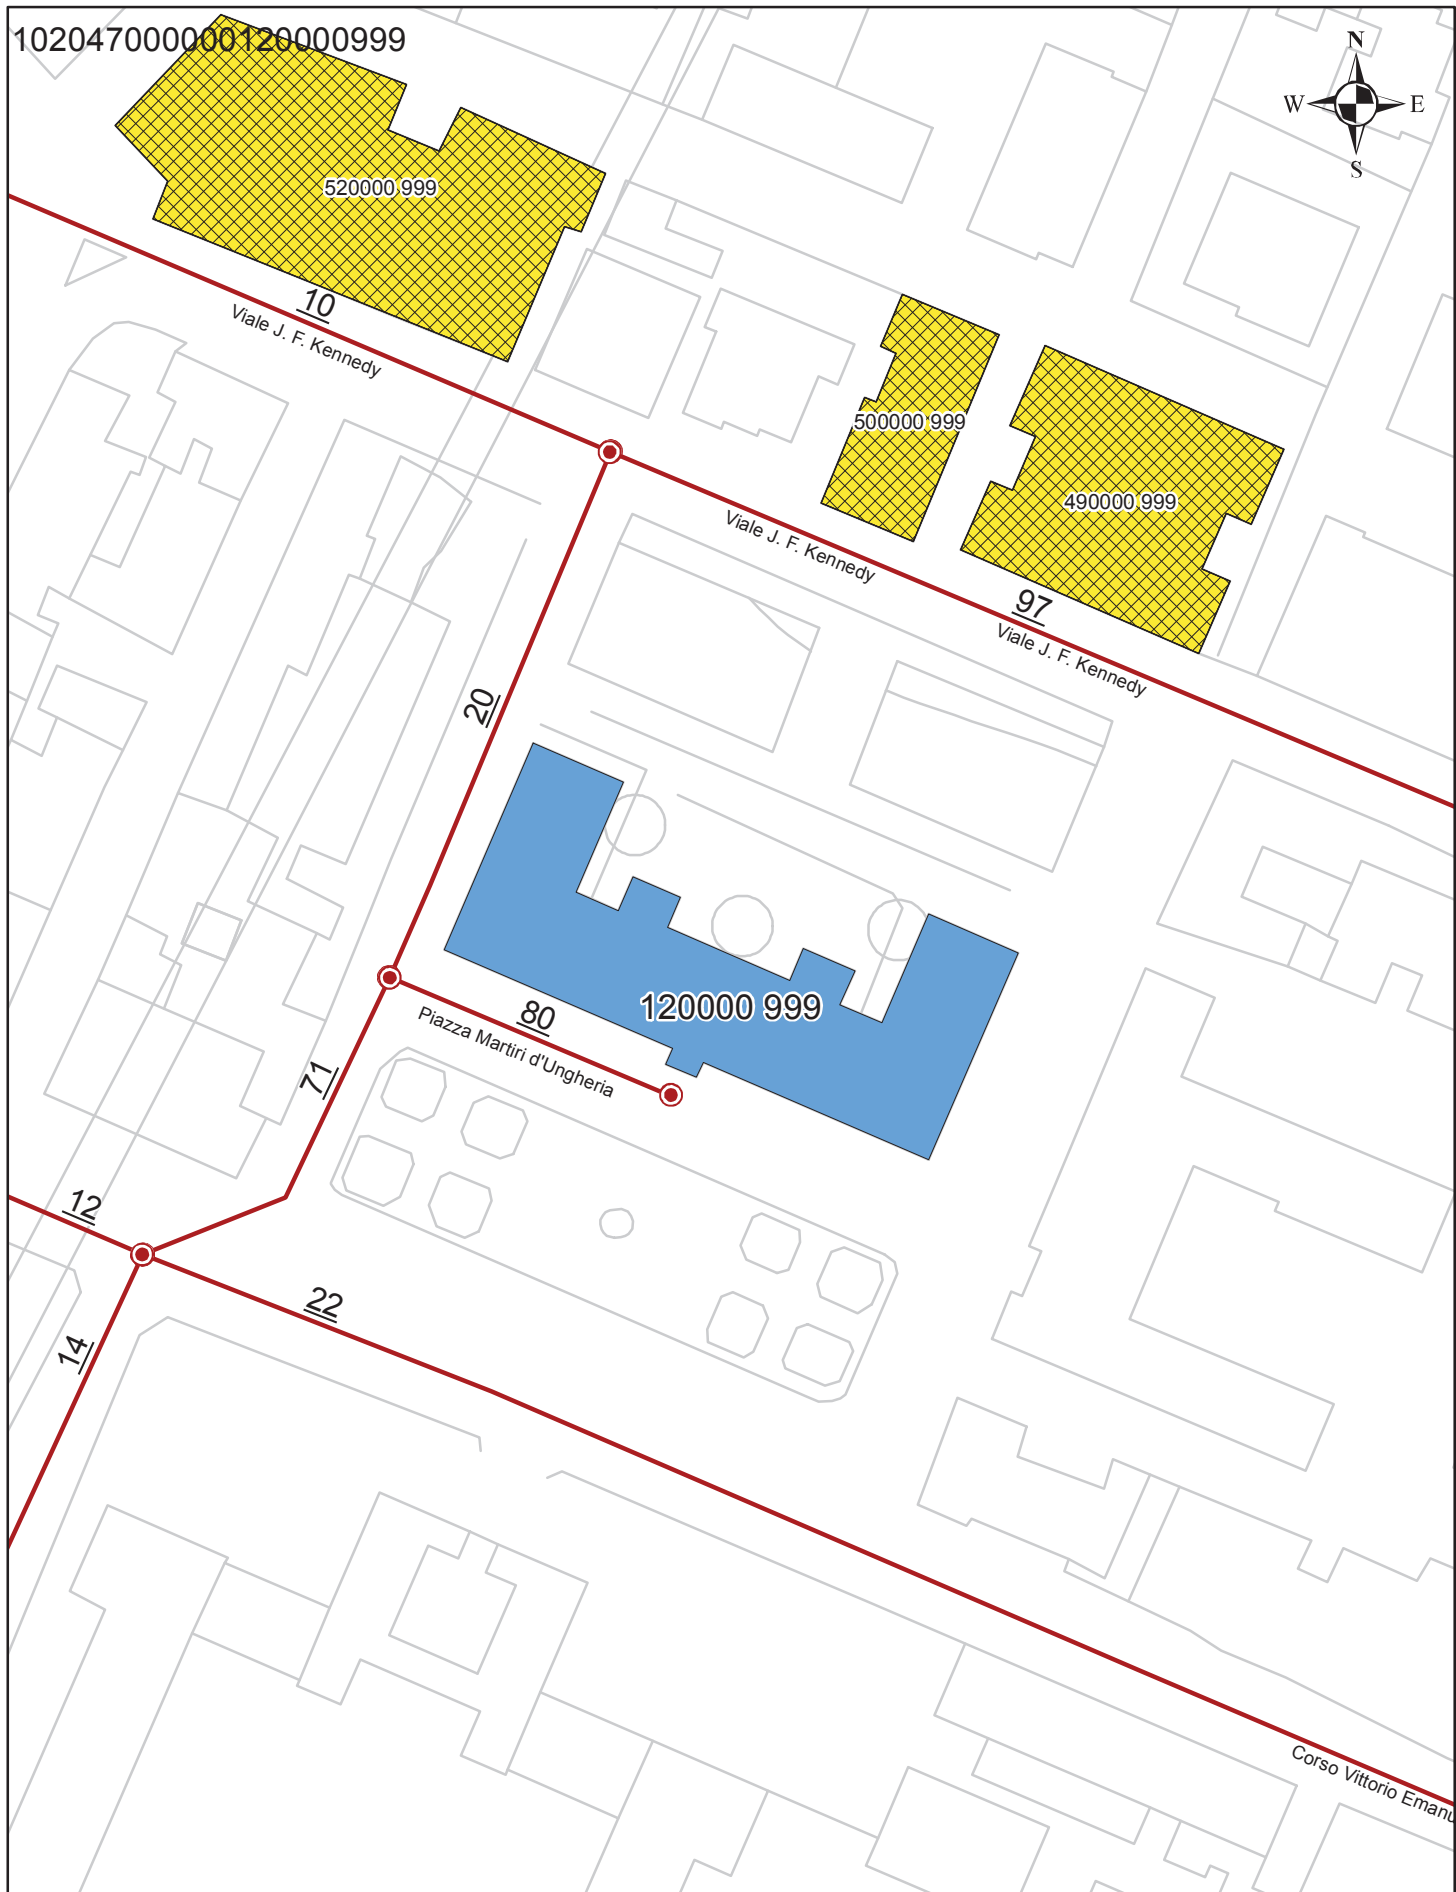 102047000000120000999
N
W E
S
520000 999
10
Viale J. F. Kennedy
500000 999
490000 999
Viale J. F. Kennedy
97
Viale J. F. Kennedy
20
120000 999
80
Piazza Martiri d'Ungheria
71
12
22
14
Corso Vittorio Emanu